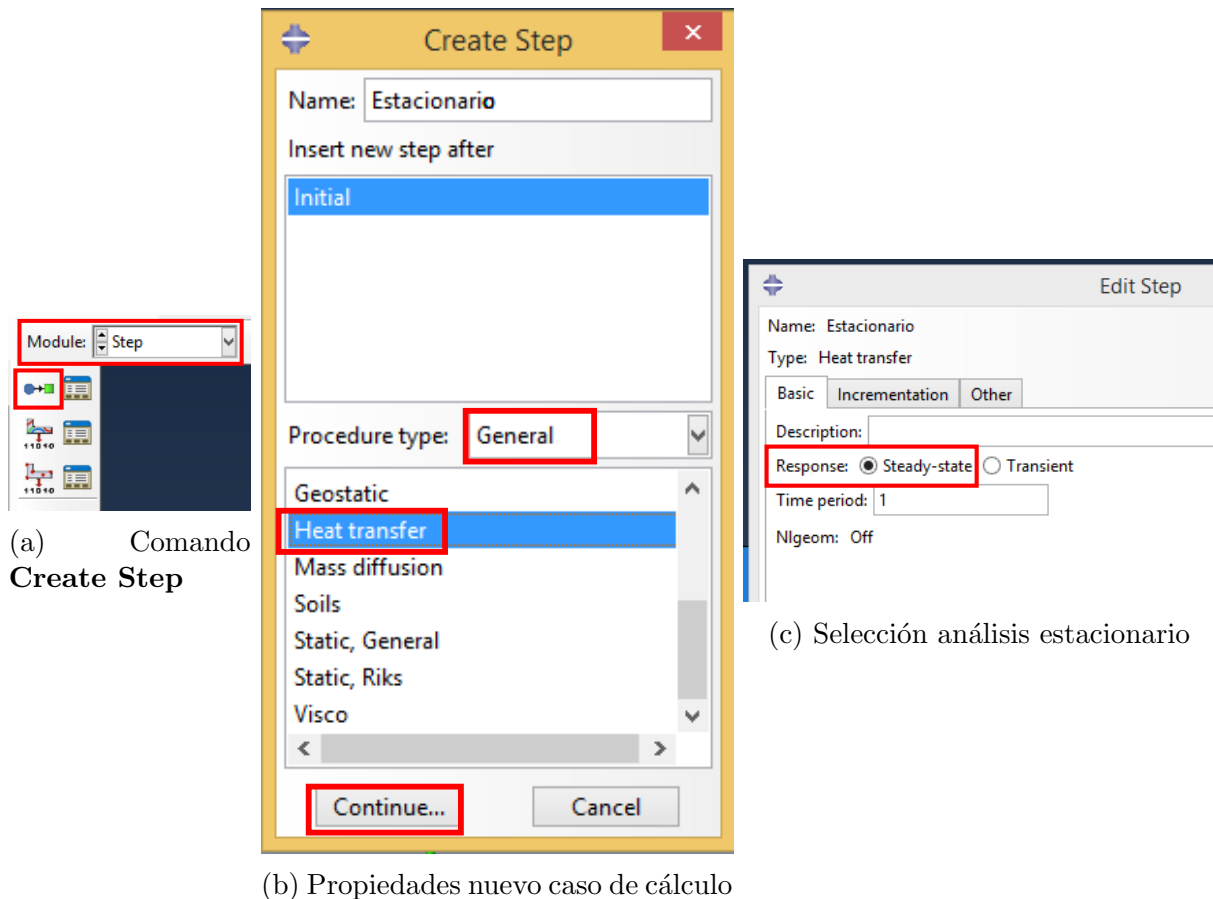 Module: Step
11010
11010
(a) Comando
Create Step
Create Step
Name: Estacionario
Insert new step after
Initial
Procedure type: General
Geostatic
Heat transfer
Mass diffusion
Soils
Static, General
Static, Riks
Visco
Continue... Cancel
(b) Propiedades nuevo caso de cálculo
Edit Step
Name: Estacionario
Type: Heat transfer
Basic Incrementation Other
Description:
Response: Steady-state Transient
Time period: 1
Nlgeom: Off
(c) Selección análisis estacionario